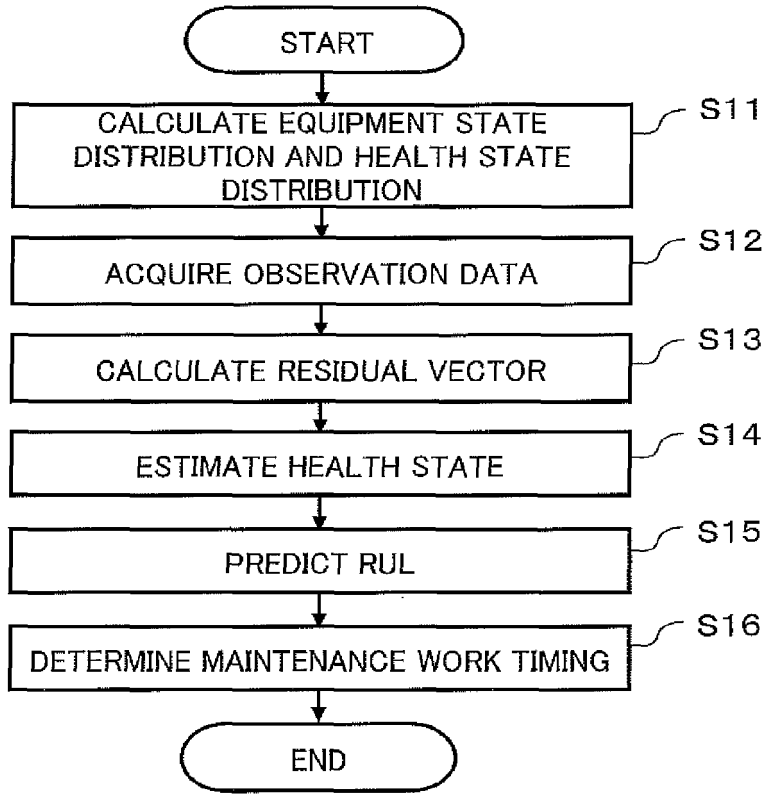 START
CALCULATE EQUIPMENT STATE
DISTRIBUTION AND HEALTH STATE
DISTRIBUTION
S11
ACQUIRE OBSERVATION DATA
S12
CALCULATE RESIDUAL VECTOR
S13
ESTIMATE HEALTH STATE
S14
PREDICT RUL
S15
DETERMINE MAINTENANCE WORK TIMING
S16
END